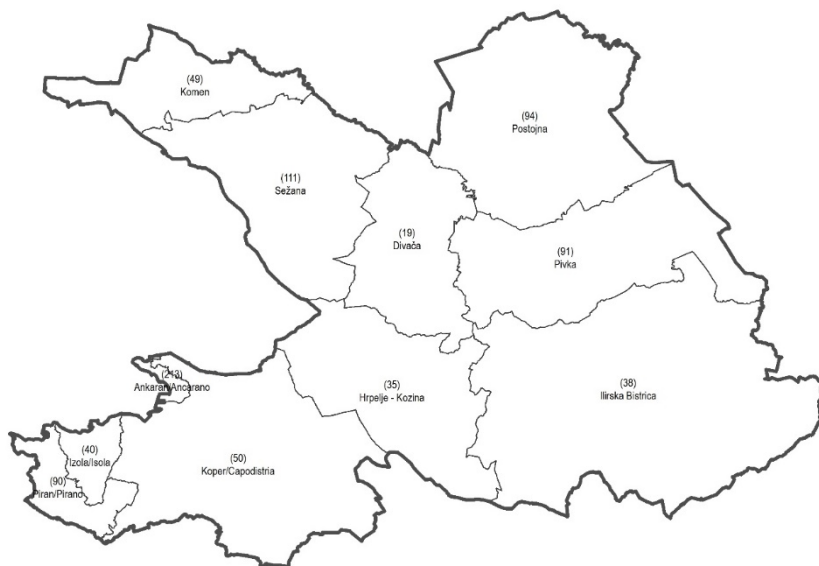 (49)
Komen
(94)
Postojna
(111)
Sežana
(19)
Divača
(91)
Pivka
(213)
Ankaran/Ancarano
(35)
Hrpelje - Kozina
(38)
Ilirska Bistrica
(40)
Izola/Isola
(50)
Koper/Capodistria
(90)
Piran/Pirano